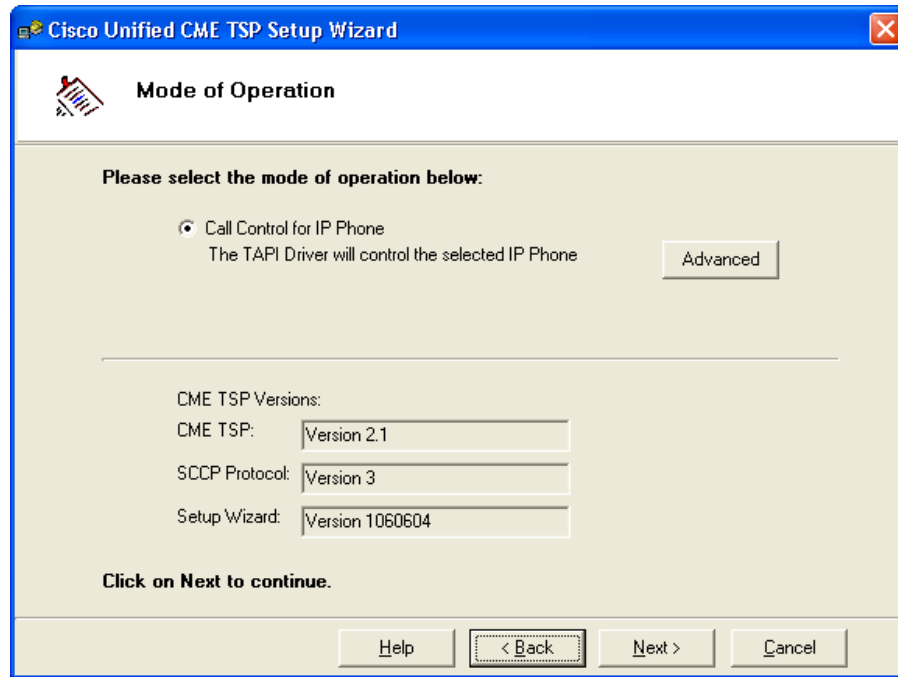 Cisco Unified CME TSP Setup Wizard
Mode of Operation
Please select the mode of operation below:
Call Control for IP Phone
The TAPI Driver will control the selected IP Phone
Advanced
CME TSP Versions:
CME TSP: Version 2.1
SCCP Protocol: Version 3
Setup Wizard: Version 1060604
Click on Next to continue.
Help < Back Next > Cancel